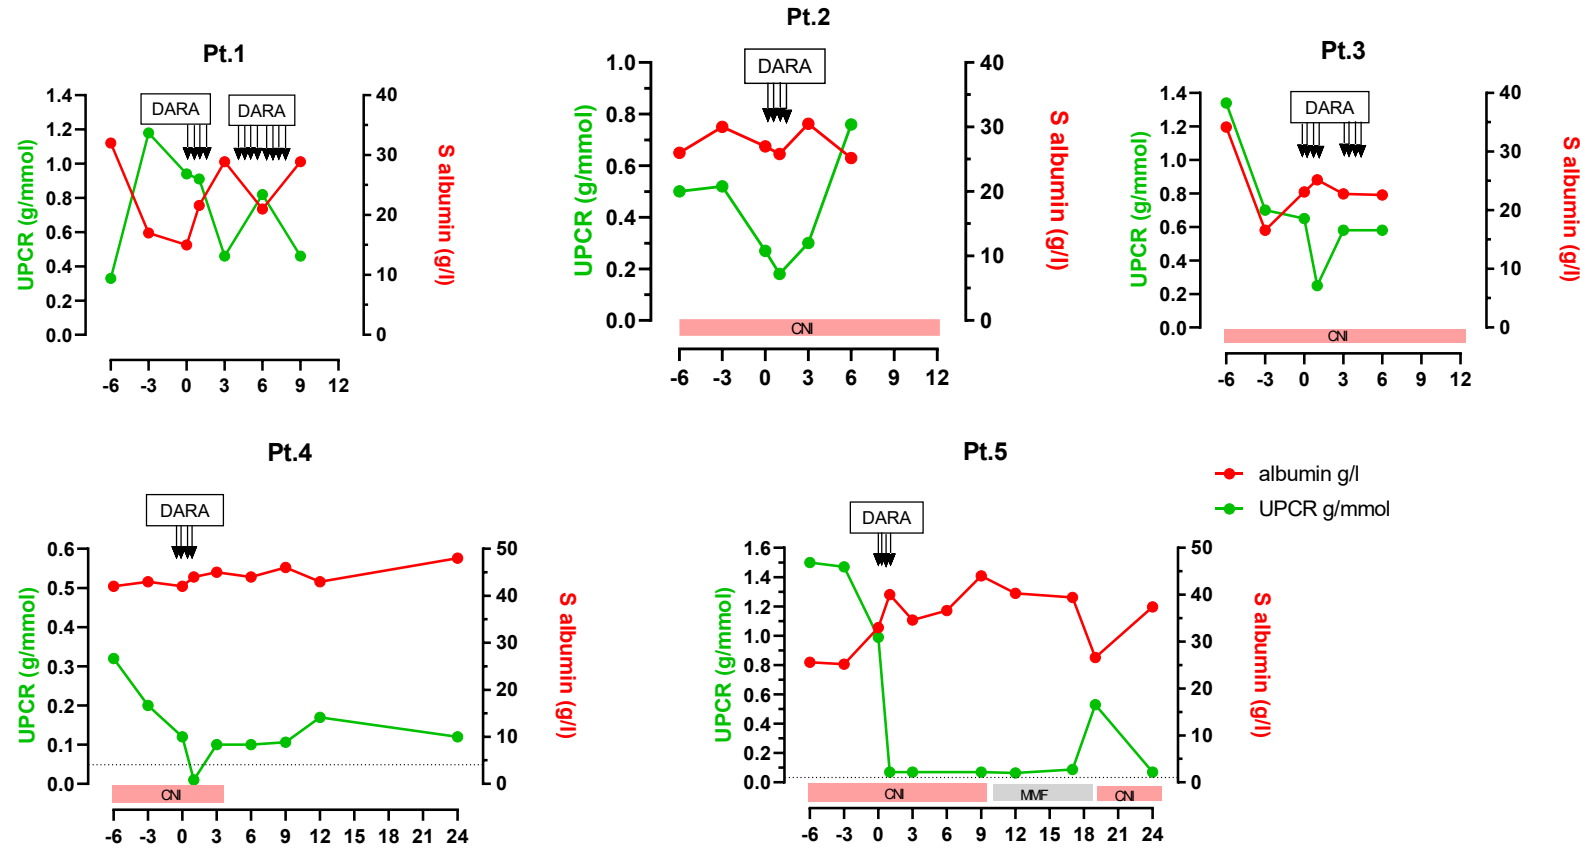 Pt.1
DARA
DARA
UPCR (g/mmol)
1.4
1.2
1.0
0.8
0.6
0.4
0.2
0.0
40
30
20
10
0
S albumin (g/l)
-6 -3 0 3 6 9 12
Pt.2
DARA
UPCR (g/mmol)
1.0
0.8
0.6
0.4
0.2
0.0
40
30
20
10
0
S albumin (g/l)
CNI
-6 -3 0 3 6 9 12
Pt.3
DARA
UPCR (g/mmol)
1.4
1.2
1.0
0.8
0.6
0.4
0.2
0.0
40
30
20
10
0
S albumin (g/l)
CNI
-6 -3 0 3 6 9 12
Pt.4
DARA
UPCR (g/mmol)
0.6
0.5
0.4
0.3
0.2
0.1
0.0
50
40
30
20
10
0
S albumin (g/l)
CNI
-6 -3 0 3 6 9 12 15 18 21 24
Pt.5
DARA
UPCR (g/mmol)
1.6
1.4
1.2
1.0
0.8
0.6
0.4
0.2
0.0
50
40
30
20
10
0
S albumin (g/l)
CNI MMF CNI
-6 -3 0 3 6 9 12 15 18 21 24
albumin g/l
UPCR g/mmol